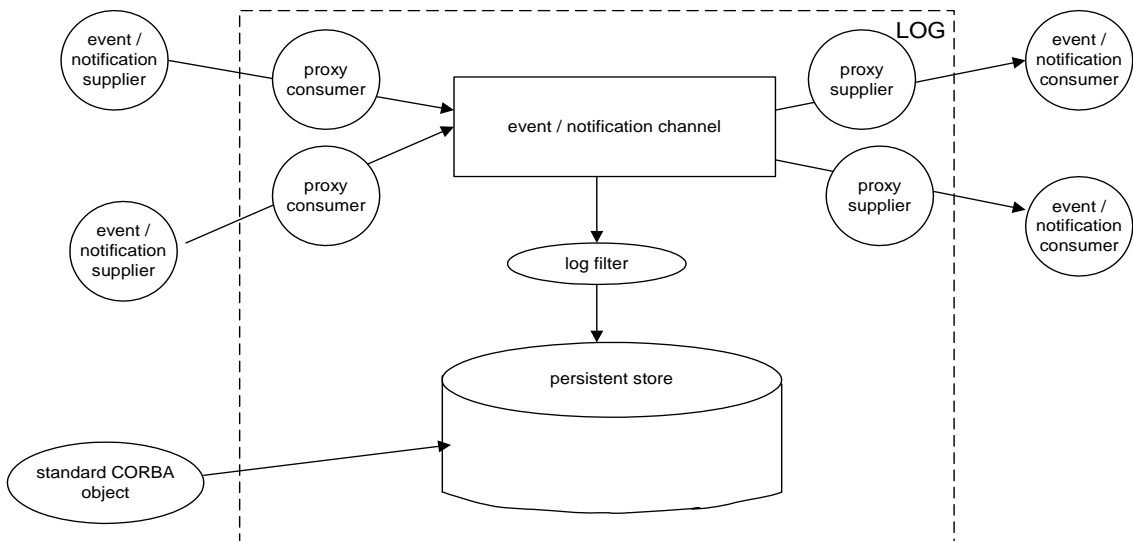 LOG
event /
notification
supplier
proxy
consumer
event / notification channel
proxy
supplier
event /
notification
consumer
event /
notification
supplier
proxy
consumer
proxy
supplier
event /
notification
consumer
log filter
persistent store
standard CORBA
object